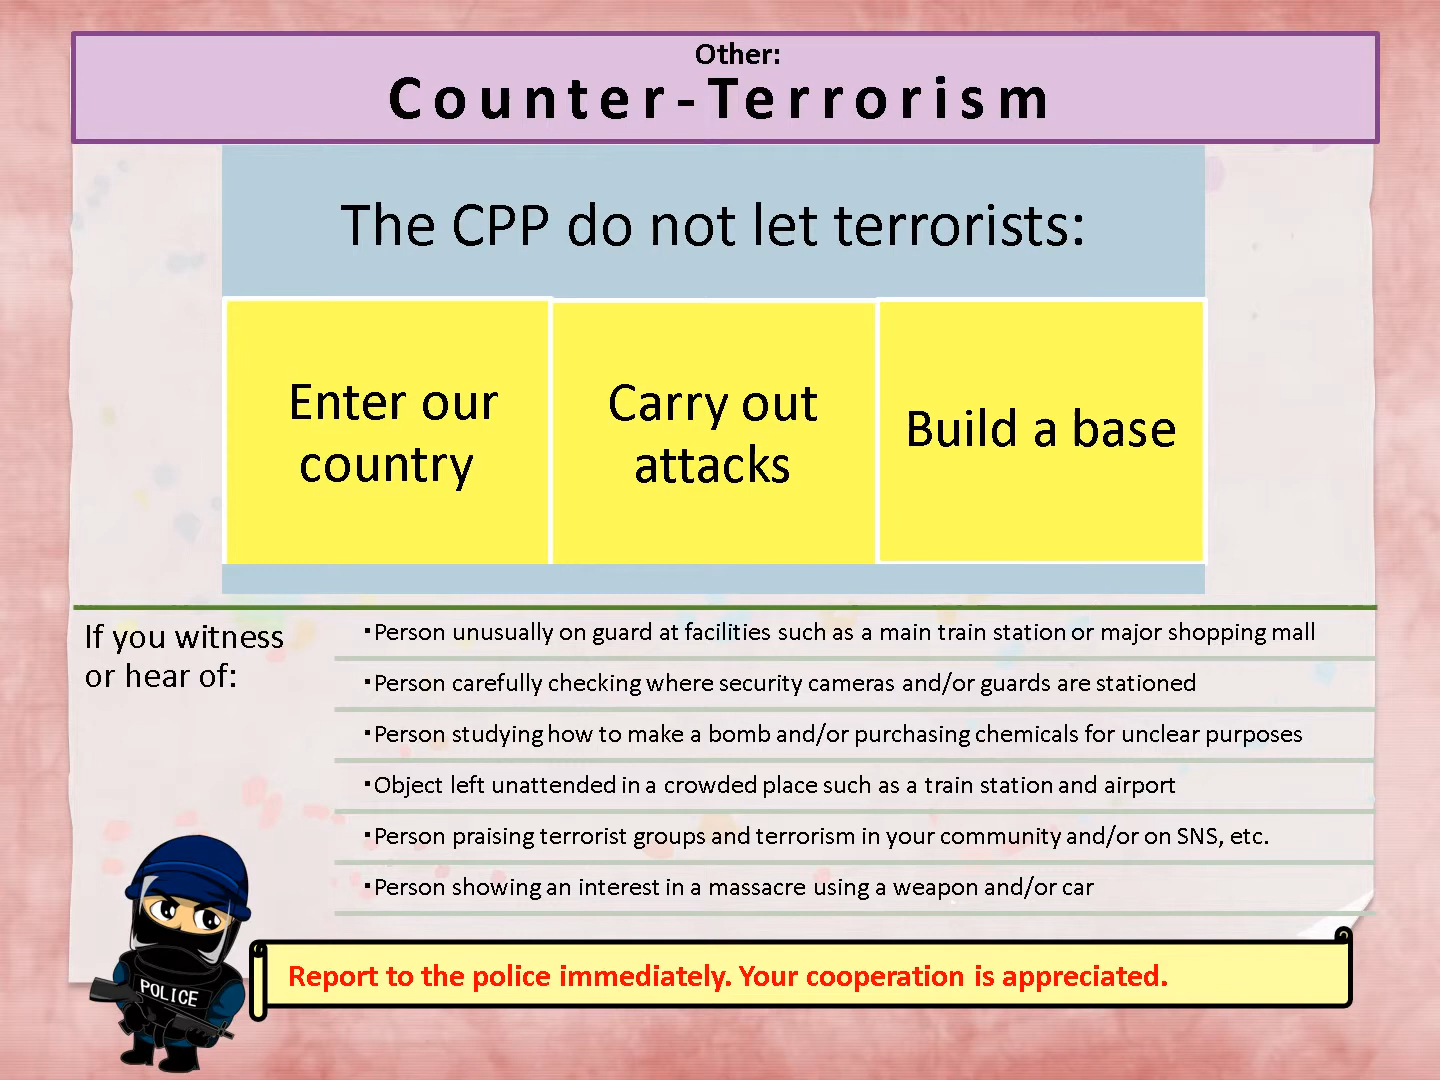 Other:
Counter-Terrorism
The CPP do not let terrorists:
Enter our
country
Carry out
attacks
Build a base
If you witness
or hear of:
・Person unusually on guard at facilities such as a main train station or major shopping mall
・Person carefully checking where security cameras and/or guards are stationed
・Person studying how to make a bomb and/or purchasing chemicals for unclear purposes
・Object left unattended in a crowded place such as a train station and airport
・Person praising terrorist groups and terrorism in your community and/or on SNS, etc.
・Person showing an interest in a massacre using a weapon and/or car
POLICE
Report to the police immediately. Your cooperation is appreciated.